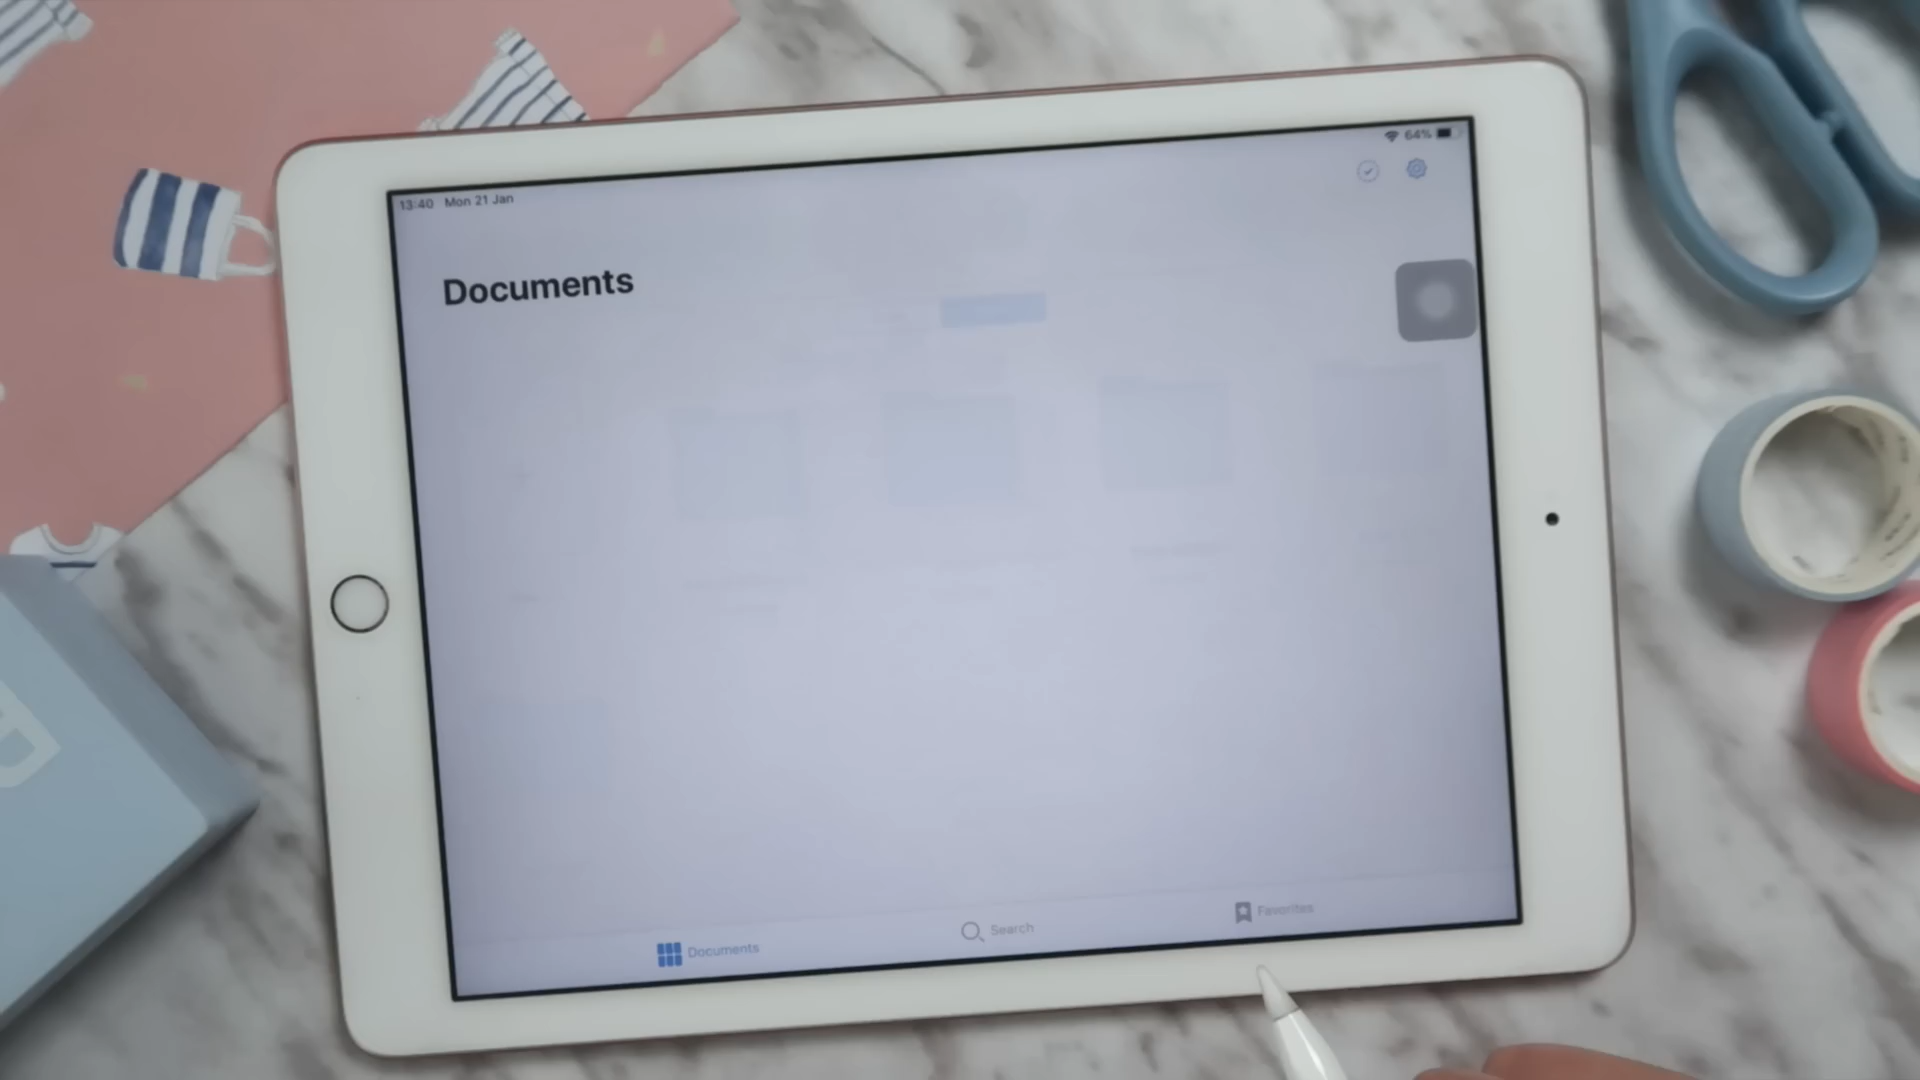 64%
13:40 Mon 21 Jan
Documents
Documents
Search
Favorites